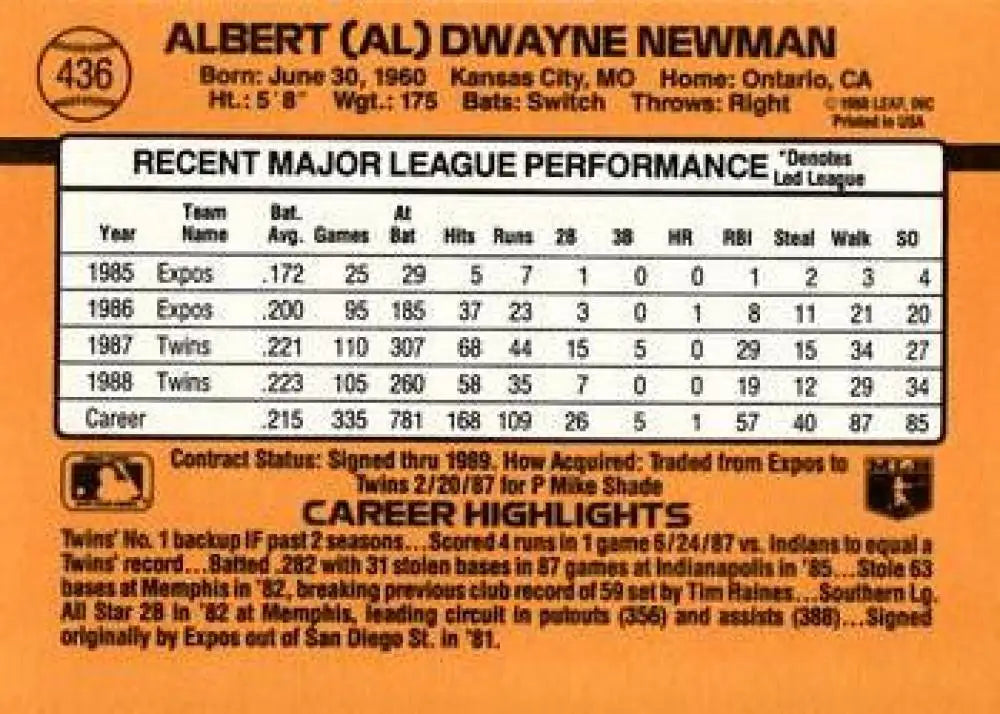 ALBERT (AL) DWAYNE NEWMAN
436
Born: June 30, 1960 Kansas City, MO Home: Ontario, CA
Ht.: 5'8" Wgt.: 175 Bats: Switch Throws: Right
© 1988 LEAF, INC
Printed in USA
RECENT MAJOR LEAGUE PERFORMANCE *Denotes Led League
Year Team Name Bat. Avg. Games At Bat Hits Runs 2B 3B HR RBI Steal Walk SO
1985 Expos .172 25 29 5 7 1 0 0 1 2 3 4
1986 Expos .200 95 185 37 23 3 0 1 8 11 21 20
1987 Twins .221 110 307 68 44 15 5 0 29 15 34 27
1988 Twins .223 105 260 58 35 7 0 0 19 12 29 34
Career .215 335 781 168 109 26 5 1 57 40 87 85
Contract Status: Signed thru 1989. How Acquired: Traded from Expos to
Twins 2/20/87 for P Mike Shade
CAREER HIGHLIGHTS
Twins' No. 1 backup IF past 2 seasons...Scored 4 runs in 1 game 6/24/87 vs. Indians to equal a
Twins' record...Batted .282 with 31 stolen bases in 87 games at Indianapolis in '85...Stole 63
bases at Memphis in '82, breaking previous club record of 59 set by Tim Raines...Southern Lg.
All Star 2B in '82 at Memphis, leading circuit in putouts (356) and assists (388)...Signed
originally by Expos out of San Diego St. in '81.